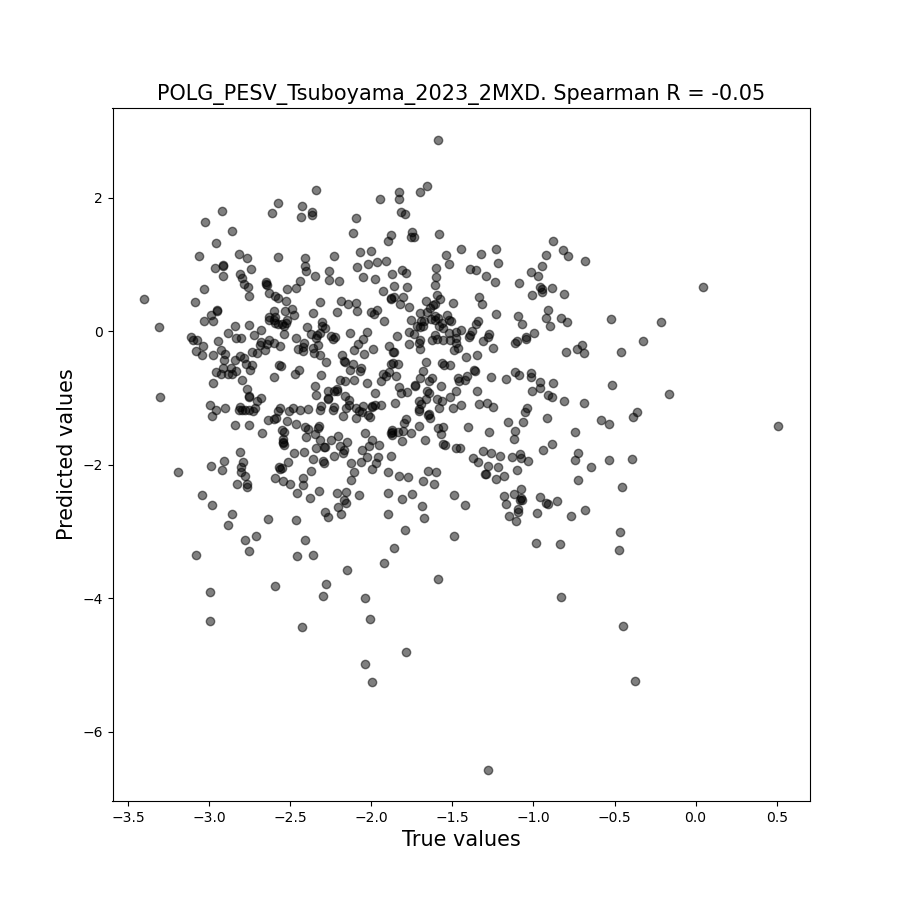 POLG_PESV_Tsuboyama_2023_2MXD. Spearman R = -0.05
Predicted values
2
0
−2
−4
−6
−3.5 −3.0 −2.5 −2.0 −1.5 −1.0 −0.5 0.0 0.5
True values